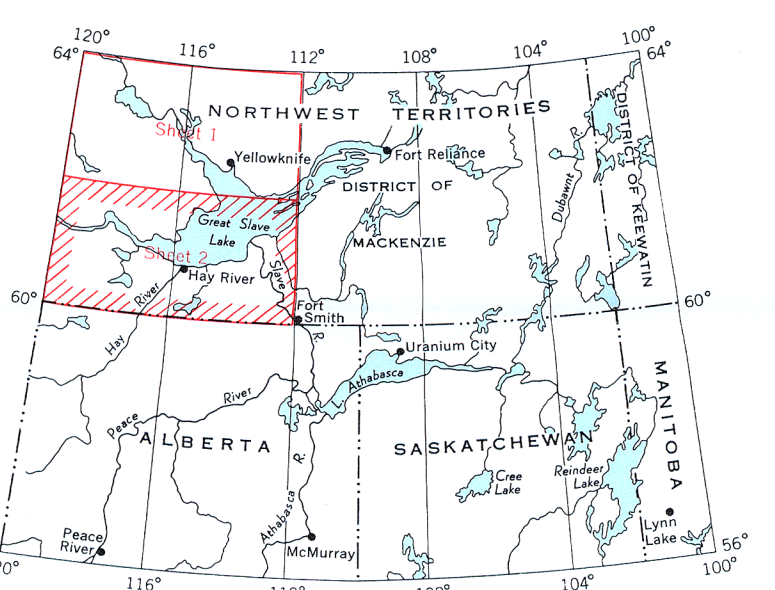 120°
116°
112°
108°
104°
100°
64°
64°
NORTHWEST TERRITORIES
Sheet 1
Yellowknife
Fort Reliance
DISTRICT OF
MACKENZIE
DISTRICT OF KEEWATIN
Dubawnt R.
Great Slave
Lake
Sheet 2
Hay River
Slave
R.
60°
60°
Hay
River
Fort
Smith
Uranium City
L. Athabasca
Peace
River
ALBERTA
SASKATCHEWAN
MANITOBA
Athabasca
R.
Cree
Lake
Reindeer
Lake
Lynn
Lake
Peace
River
McMurray
56°
100°
104°
116°